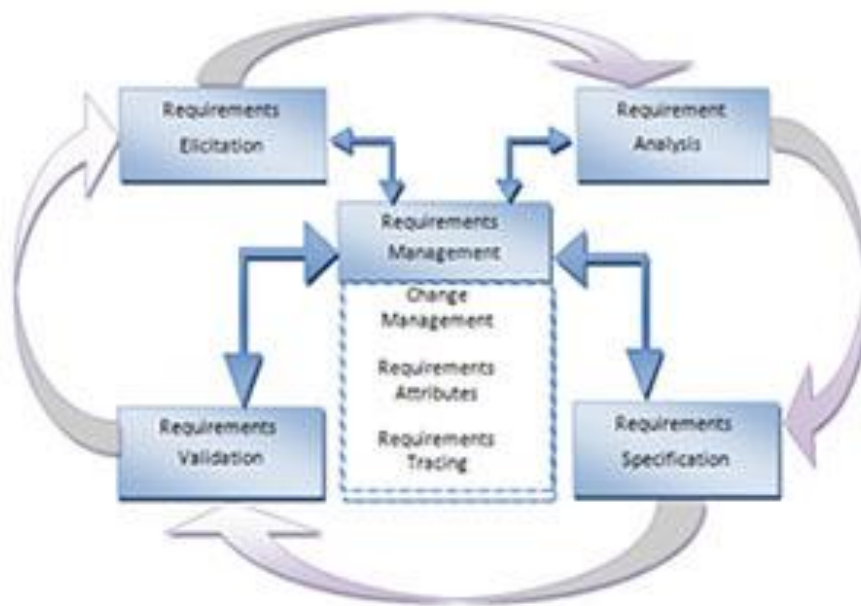 Requirements
Elicitation
Requirement
Analysis
Requirements
Management
Change
Management
Requirements
Attributes
Requirements
Tracing
Requirements
Validation
Requirements
Specification